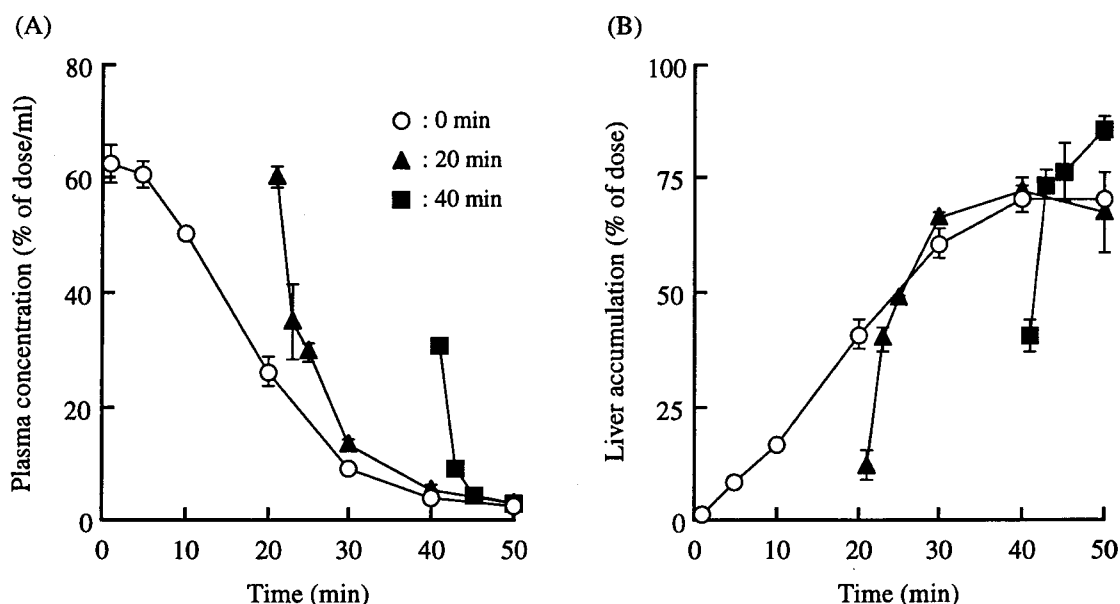 (A)
Plasma concentration (% of dose/ml)
80
60
40
20
0
0 10 20 30 40 50
Time (min)
: 0 min
: 20 min
: 40 min
(B)
Liver accumulation (% of dose)
100
75
50
25
0
0 10 20 30 40 50
Time (min)